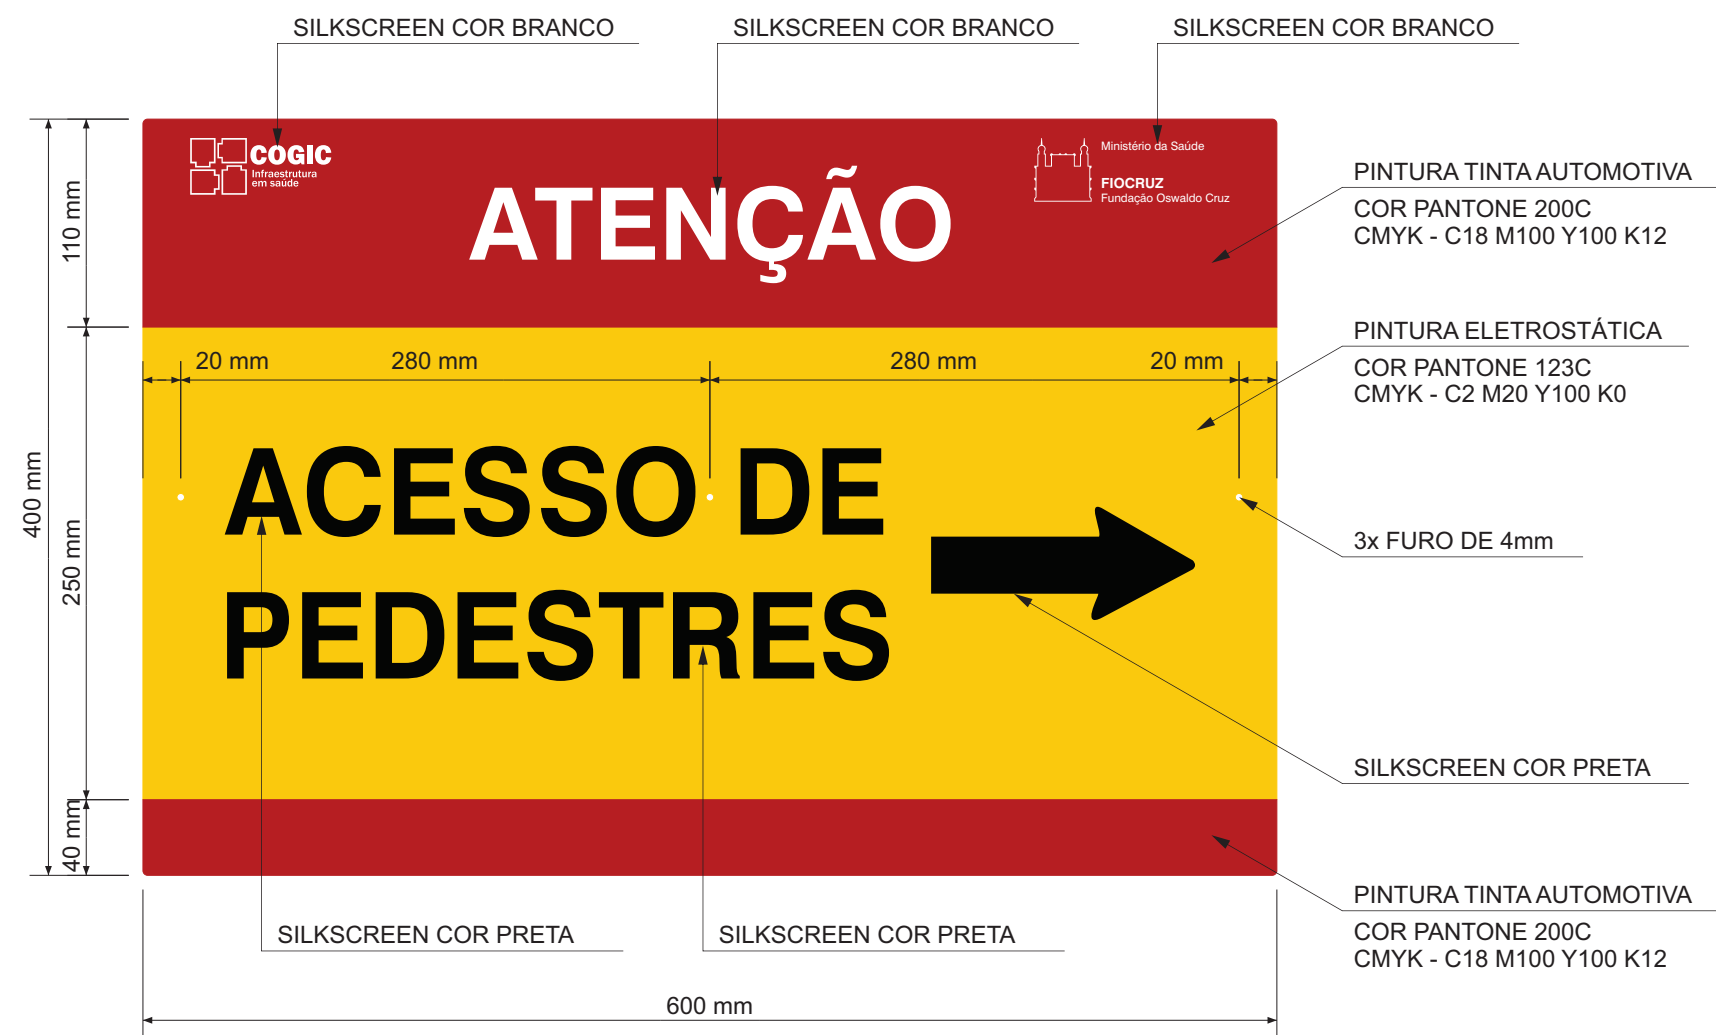 SILKSCREEN COR BRANCO
SILKSCREEN COR BRANCO
SILKSCREEN COR BRANCO
COGIC
Infraestrutura
em saúde
ATENÇÃO
Ministério da Saúde
FIOCRUZ
Fundação Oswaldo Cruz
PINTURA TINTA AUTOMOTIVA
COR PANTONE 200C
CMYK - C18 M100 Y100 K12
110 mm
PINTURA ELETROSTÁTICA
COR PANTONE 123C
CMYK - C2 M20 Y100 K0
20 mm
280 mm
280 mm
20 mm
400 mm
250 mm
ACESSO DE
PEDESTRES
3x FURO DE 4mm
SILKSCREEN COR PRETA
40 mm
PINTURA TINTA AUTOMOTIVA
COR PANTONE 200C
CMYK - C18 M100 Y100 K12
SILKSCREEN COR PRETA
SILKSCREEN COR PRETA
600 mm